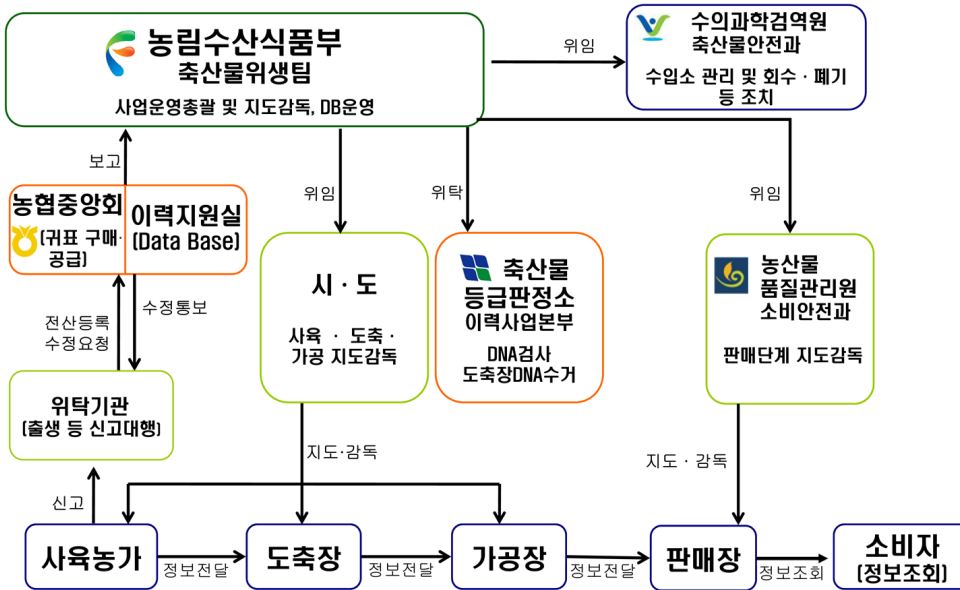 농림수산식품부
축산물위생팀
사업운영총괄 및 지도감독, DB운영
위임
수의과학검역원
축산물안전과
수입소 관리 및 회수 · 폐기
등 조치
보고
위임
위탁
위임
농협중앙회
(귀표 구매·
공급)
이력지원실
(Data Base)
시 · 도
사육 · 도축 ·
가공 지도감독
축산물
등급판정소
이력사업본부
DNA검사
도축장DNA수거
농산물
품질관리원
소비안전과
판매단계 지도감독
전산등록
수정요청
수정통보
위탁기관
(출생 등 신고대행)
지도·감독
지도 · 감독
신고
사육농가
정보전달
도축장
정보전달
가공장
정보전달
판매장
정보조회
소비자
(정보조회)